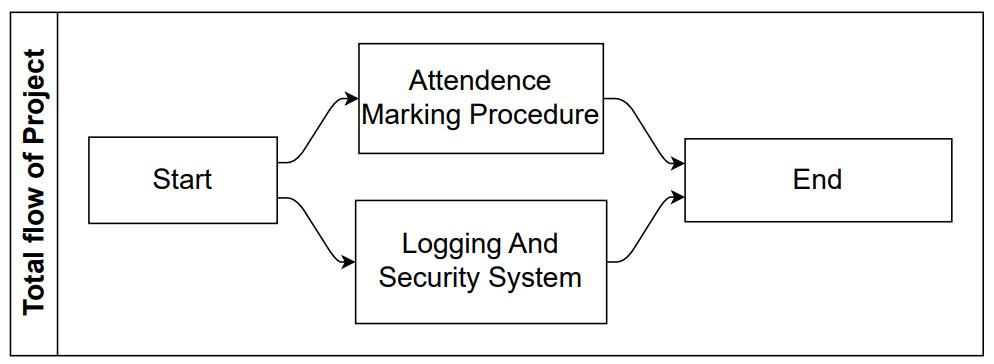 Total flow of Project
Start
Attendence
Marking Procedure
Logging And
Security System
End